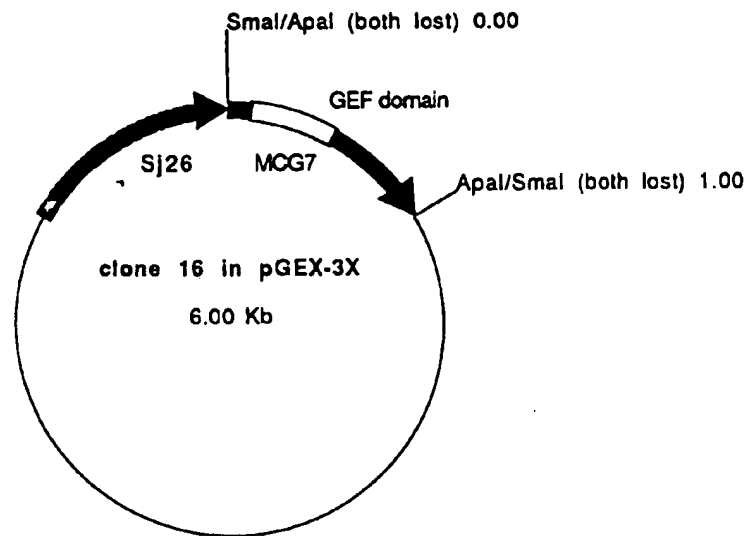 SmaI/ApaI (both lost) 0.00
GEF domain
Sj26
MCG7
ApaI/SmaI (both lost) 1.00
clone 16 in pGEX-3X
6.00 Kb